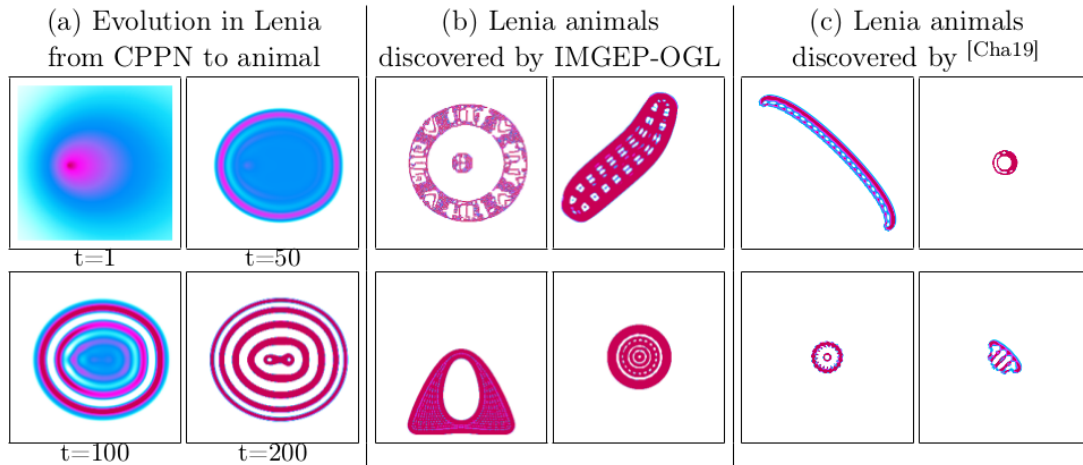 (a) Evolution in Lenia
from CPPN to animal
t=1
t=50
t=100
t=200
(b) Lenia animals
discovered by IMGEP-OGL
(c) Lenia animals
discovered by [Cha19]